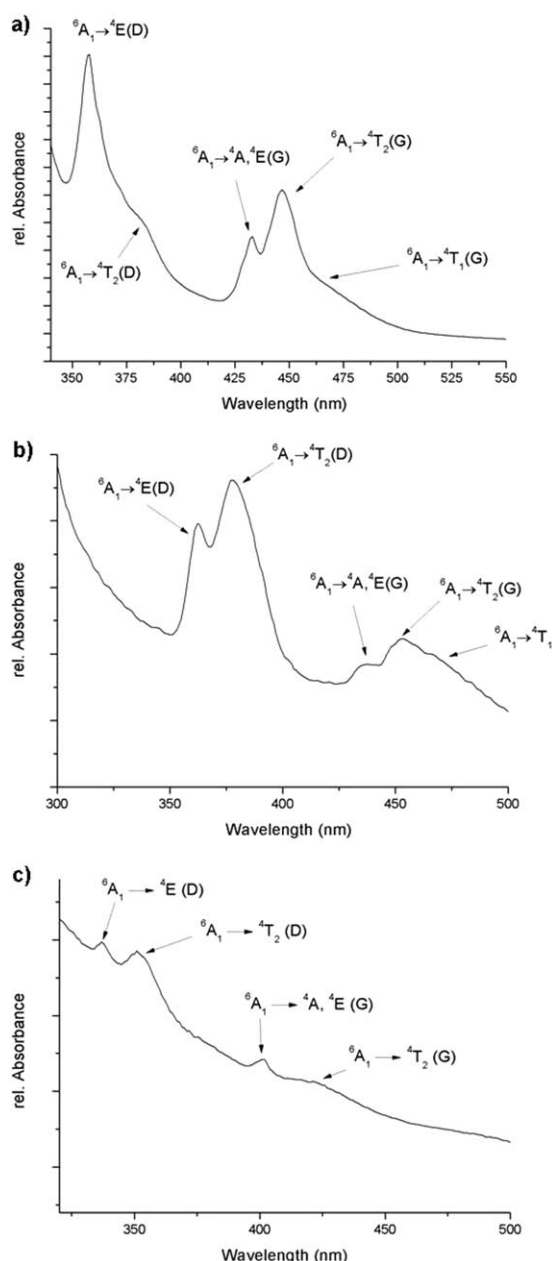 a)
⁶A₁→⁴E(D)
⁶A₁→⁴T₂(G)
⁶A₁→⁴A,⁴E(G)
⁶A₁→⁴T₂(D)
⁶A₁→⁴T₁(G)
rel. Absorbance
350 375 400 425 450 475 500 525 550
Wavelength (nm)
b)
⁶A₁→⁴T₂(D)
⁶A₁→⁴E(D)
⁶A₁→⁴A,⁴E(G)
⁶A₁→⁴T₂(G)
⁶A₁→⁴T₁
rel. Absorbance
300 350 400 450 500
Wavelength (nm)
c)
⁶A₁ → ⁴E (D)
⁶A₁ → ⁴T₂ (D)
⁶A₁ → ⁴A, ⁴E (G)
⁶A₁ → ⁴T₂ (G)
rel. Absorbance
350 400 450 500
Wavelength (nm)